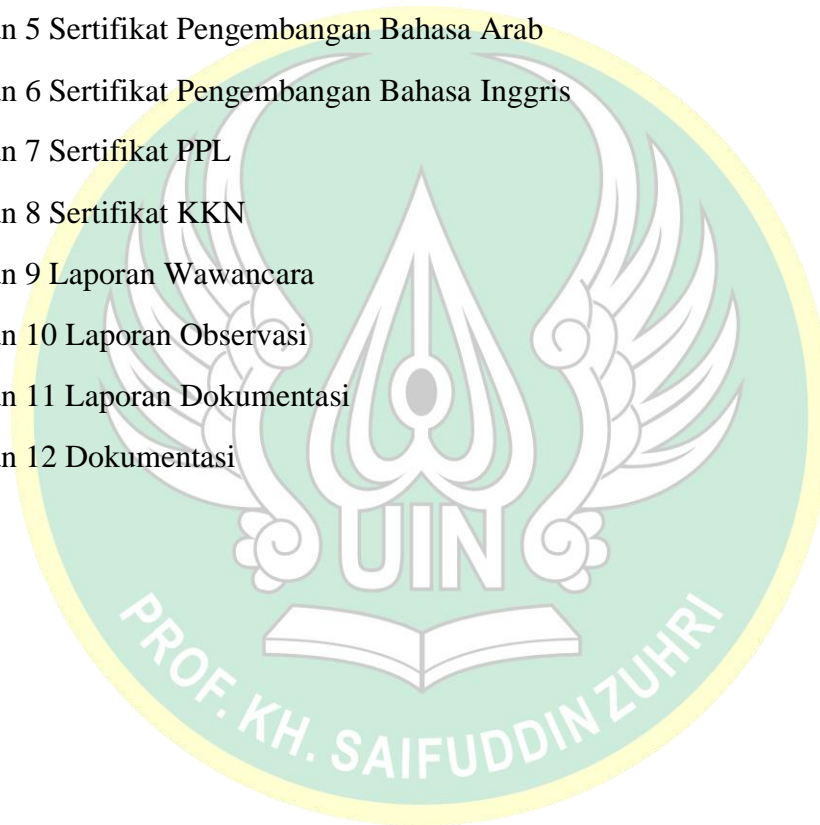 n 5 Sertifikat Pengembangan Bahasa Arab
n 6 Sertifikat Pengembangan Bahasa Inggris
n 7 Sertifikat PPL
n 8 Sertifikat KKN
n 9 Laporan Wawancara
n 10 Laporan Observasi
n 11 Laporan Dokumentasi
n 12 Dokumentasi
UIN
PROF. KH. SAIFUDDIN ZUHRI